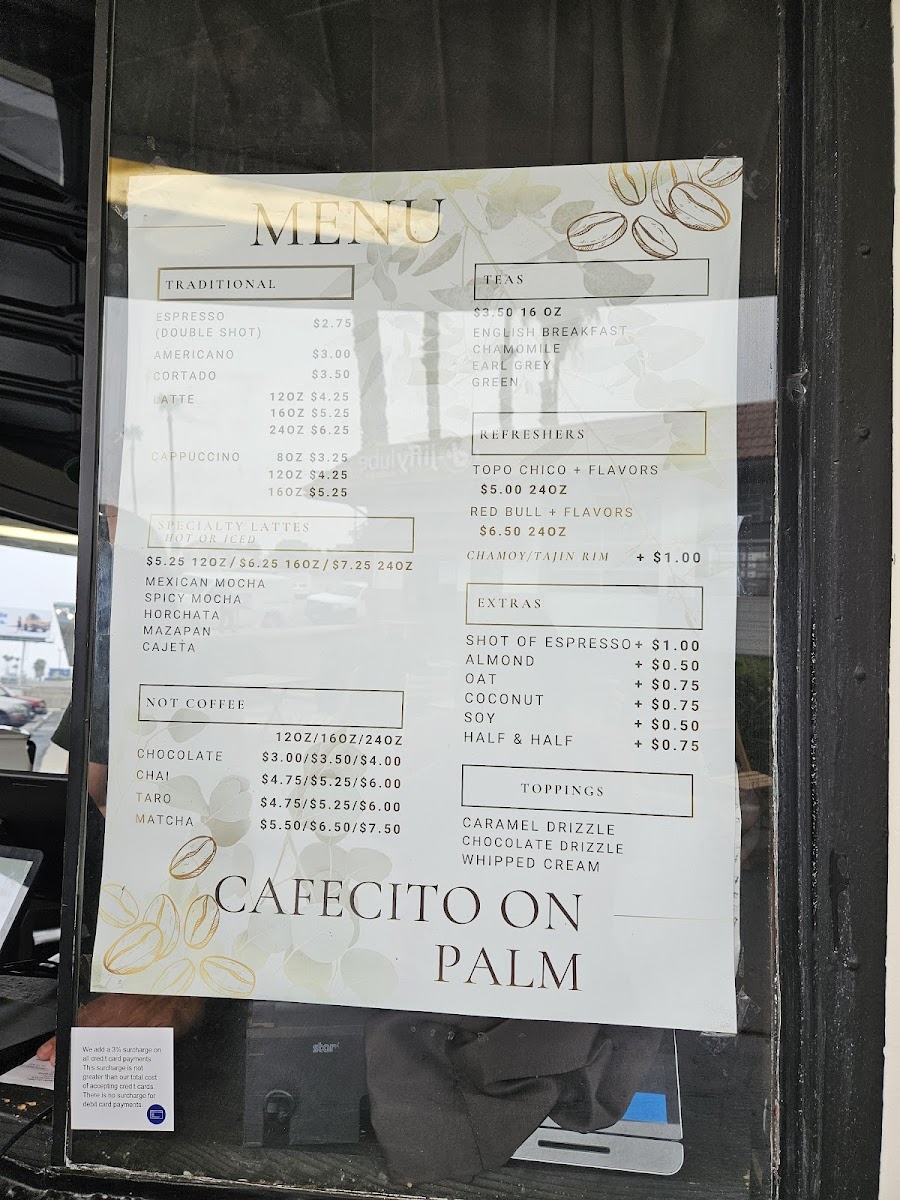 MENU
TRADITIONAL
ESPRESSO
(DOUBLE SHOT) $2.75
AMERICANO $3.00
CORTADO $3.50
LATTE 12OZ $4.25
16OZ $5.25
24OZ $6.25
CAPPUCCINO 8OZ $3.25
12OZ $4.25
16OZ $5.25
SPECIALTY LATTES
HOT OR ICED
$5.25 12OZ/$6.25 16OZ/$7.25 24OZ
MEXICAN MOCHA
SPICY MOCHA
HORCHATA
MAZAPAN
CAJETA
NOT COFFEE
12OZ/16OZ/24OZ
CHOCOLATE $3.00/$3.50/$4.00
CHAI $4.75/$5.25/$6.00
TARO $4.75/$5.25/$6.00
MATCHA $5.50/$6.50/$7.50
TEAS
$3.50 16 OZ
ENGLISH BREAKFAST
CHAMOMILE
EARL GREY
GREEN
REFRESHERS
TOPO CHICO + FLAVORS
$5.00 24OZ
RED BULL + FLAVORS
$6.50 24OZ
CHAMOY/TAJIN RIM + $1.00
EXTRAS
SHOT OF ESPRESSO + $1.00
ALMOND + $0.50
OAT + $0.75
COCONUT + $0.75
SOY + $0.50
HALF & HALF + $0.75
TOPPINGS
CARAMEL DRIZZLE
CHOCOLATE DRIZZLE
WHIPPED CREAM
CAFECITO ON
PALM
We add a 3% surcharge on
all credit card payments.
This surcharge is not
greater than our total cost
of accepting credit cards.
There is no surcharge for
debit card payments.
star
jiffy lube